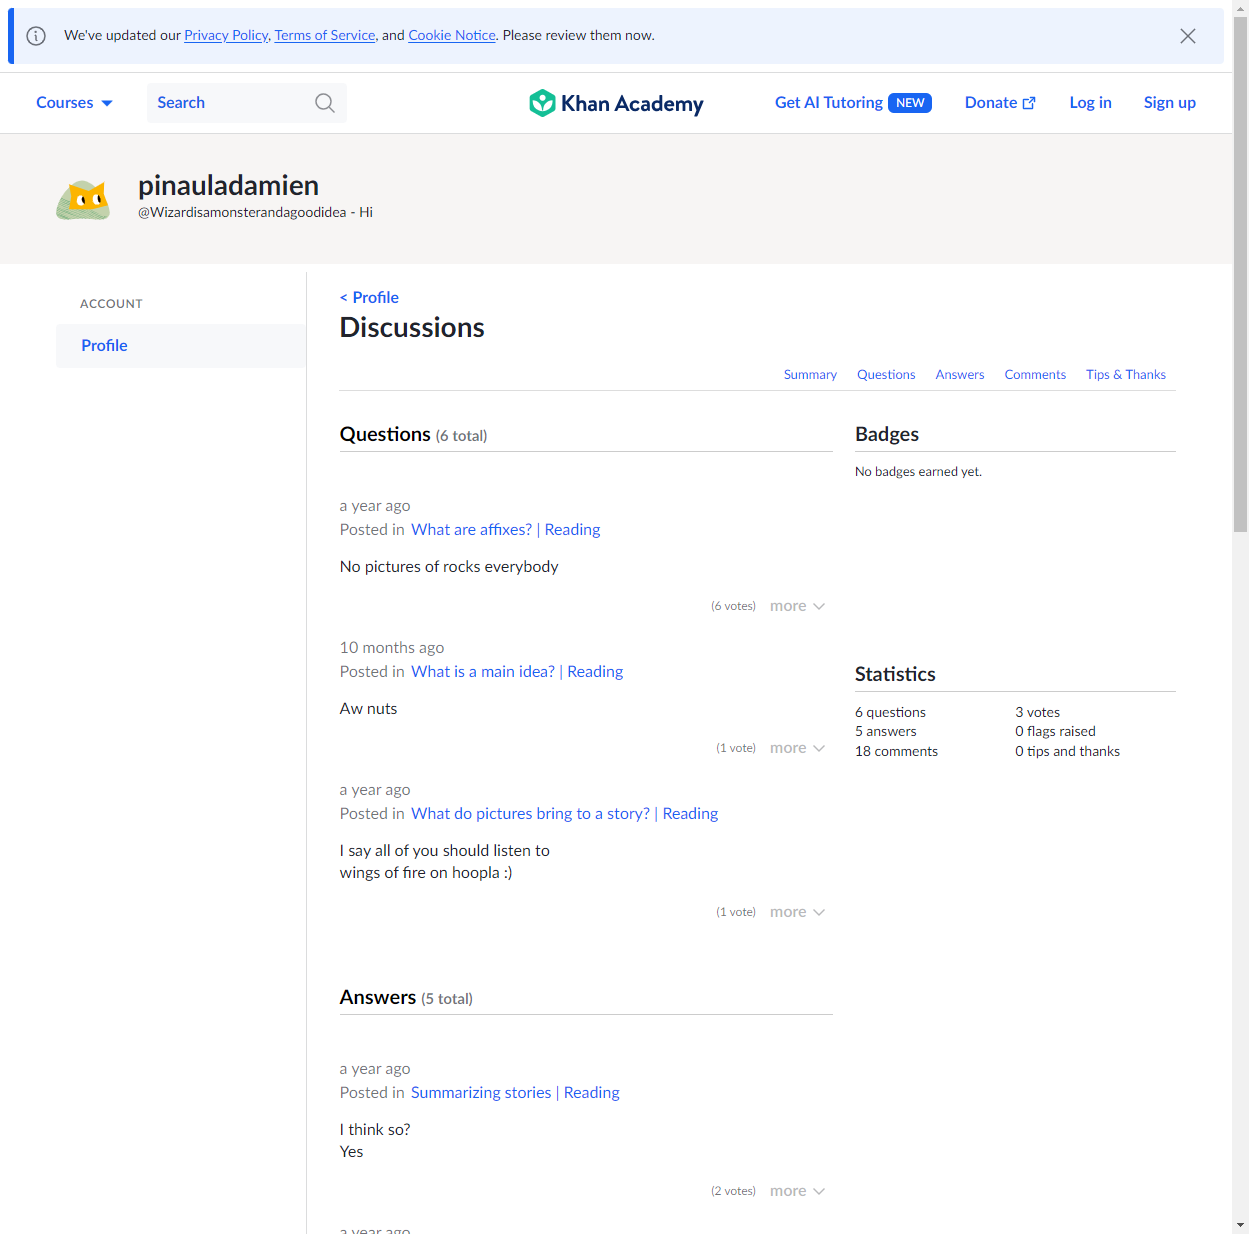 We've updated our Privacy Policy, Terms of Service, and Cookie Notice. Please review them now.
Courses
Search
Khan Academy
Get AI Tutoring NEW
Donate
Log in
Sign up
pinauladamien
@Wizardisamonsterandagoodidea - Hi
ACCOUNT
Profile
< Profile
Discussions
Summary
Questions
Answers
Comments
Tips & Thanks
Questions (6 total)
a year ago
Posted in What are affixes? | Reading
No pictures of rocks everybody
(6 votes) more
10 months ago
Posted in What is a main idea? | Reading
Aw nuts
(1 vote) more
a year ago
Posted in What do pictures bring to a story? | Reading
I say all of you should listen to
wings of fire on hoopla :)
(1 vote) more
Answers (5 total)
a year ago
Posted in Summarizing stories | Reading
I think so?
Yes
(2 votes) more
a year ago
Badges
No badges earned yet.
Statistics
6 questions
5 answers
18 comments
3 votes
0 flags raised
0 tips and thanks